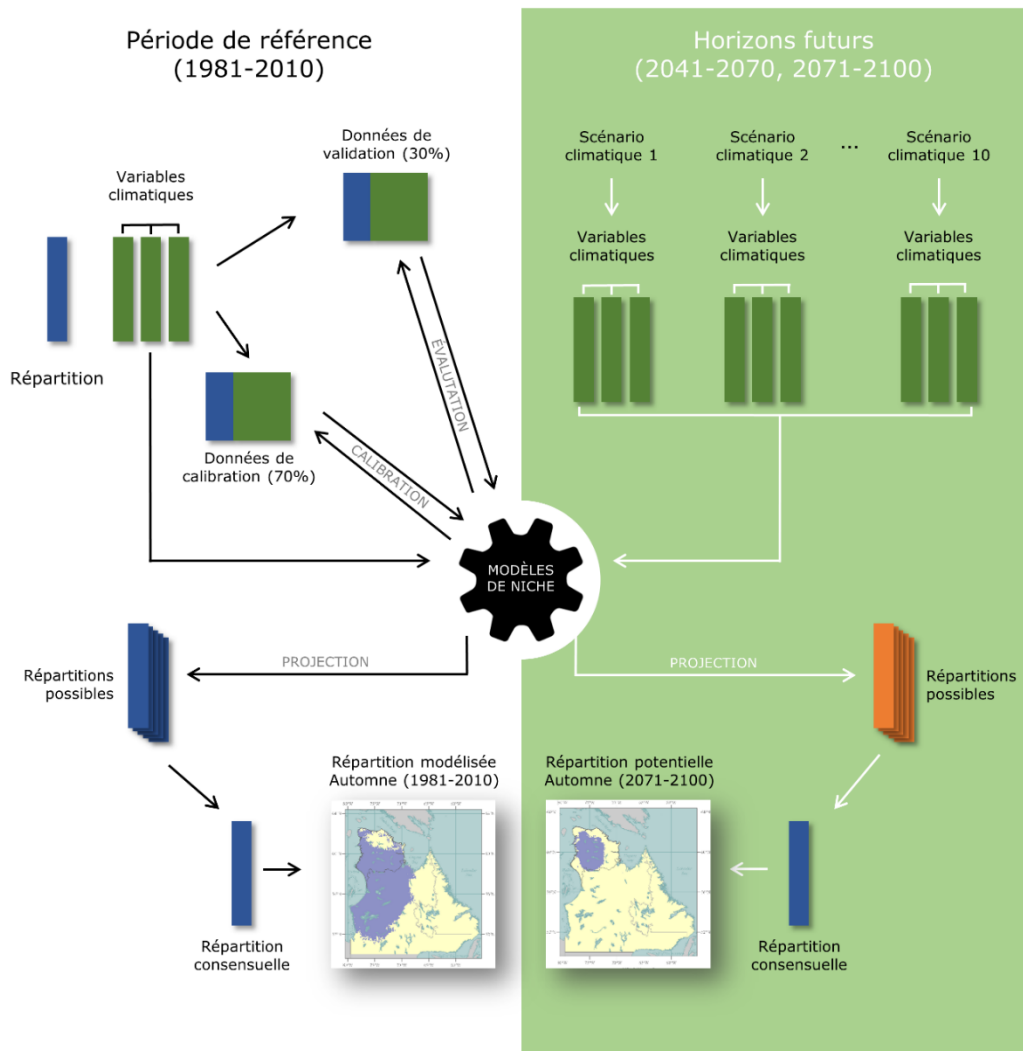 Période de référence
(1981-2010)
Horizons futurs
(2041-2070, 2071-2100)
Données de
validation (30%)
Variables
climatiques
Répartition
Données de
calibration (70%)
ÉVALUTATION
CALIBRATION
Scénario
climatique 1
Scénario
climatique 2
...
Scénario
climatique 10
Variables
climatiques
Variables
climatiques
Variables
climatiques
MODÈLES
DE NICHE
PROJECTION
PROJECTION
Répartitions
possibles
Répartitions
possibles
Répartition modélisée
Automne (1981-2010)
Répartition potentielle
Automne (2071-2100)
Répartition
consensuelle
Répartition
consensuelle